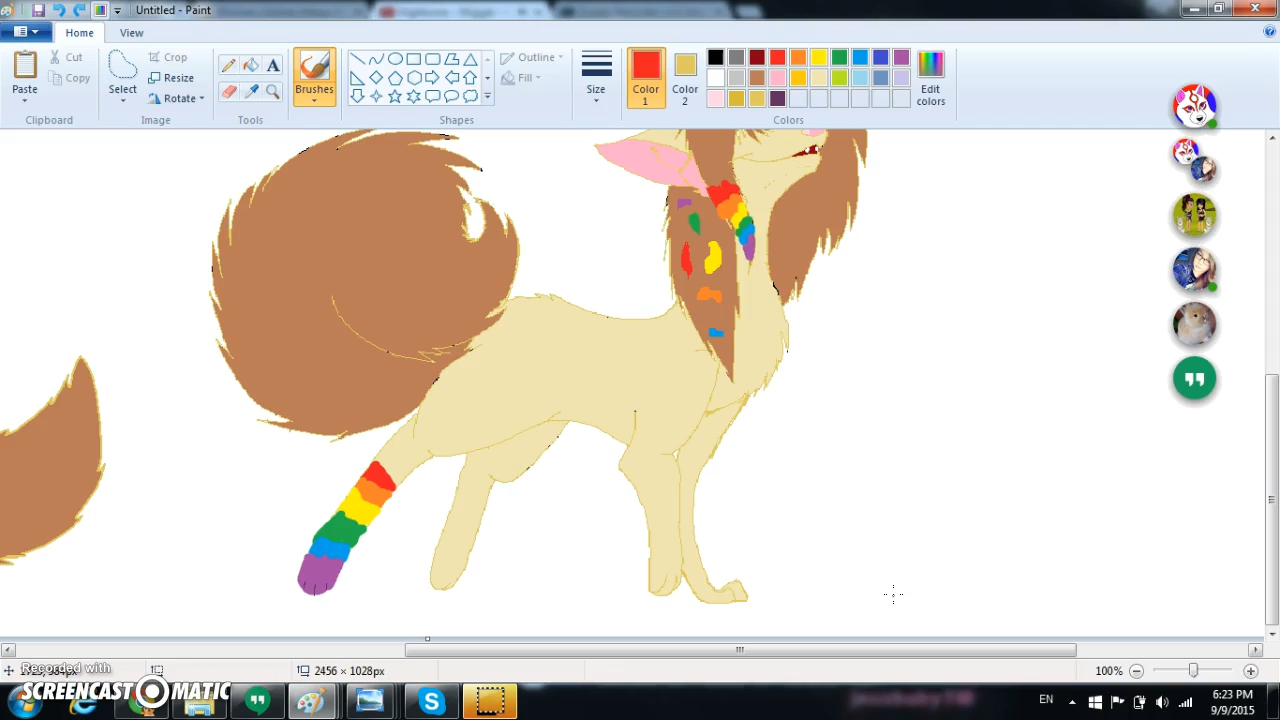 Untitled - Paint
Home
View
Paste
Cut
Copy
Select
Crop
Resize
Rotate
A
Brushes
Outline
Fill
Size
Color
1
Color
2
Edit
colors
Clipboard
Image
Tools
Shapes
Colors
2456 × 1028px
100%
Recorded with
SCREENCAST MATIC
EN
6:23 PM
9/9/2015